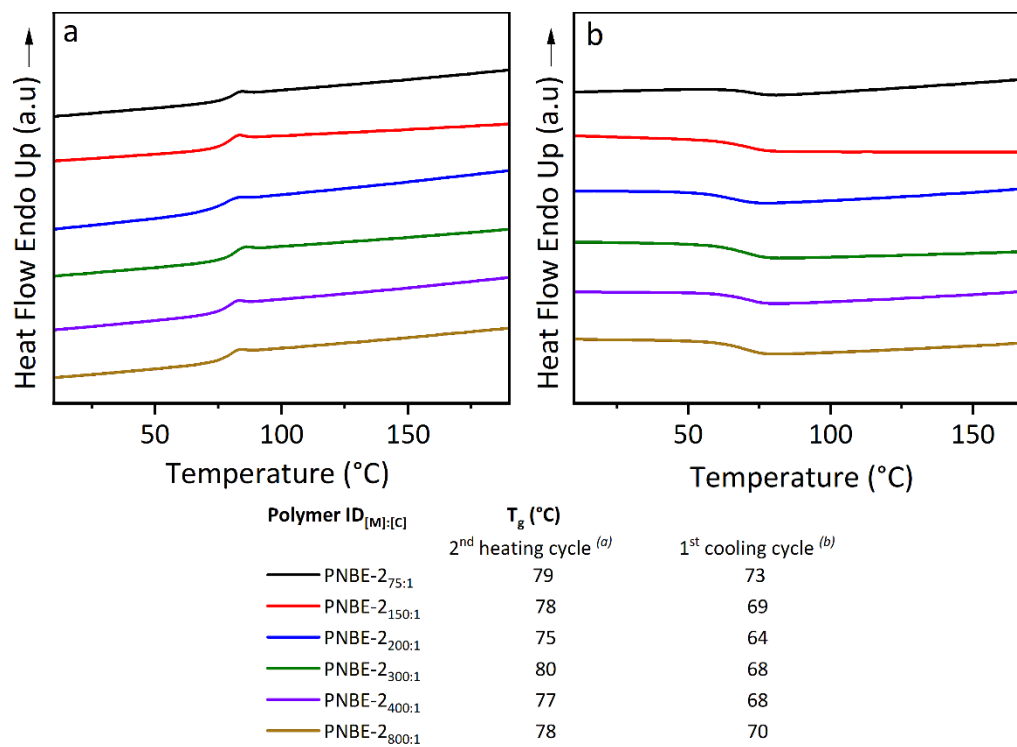 a
Heat Flow Endo Up (a.u)
50 100 150
Temperature (°C)
b
Heat Flow Endo Up (a.u)
50 100 150
Temperature (°C)
Polymer ID[M]:[C] Tg (°C)
2nd heating cycle (a) 1st cooling cycle (b)
PNBE-275:1 79 73
PNBE-2150:1 78 69
PNBE-2200:1 75 64
PNBE-2300:1 80 68
PNBE-2400:1 77 68
PNBE-2800:1 78 70